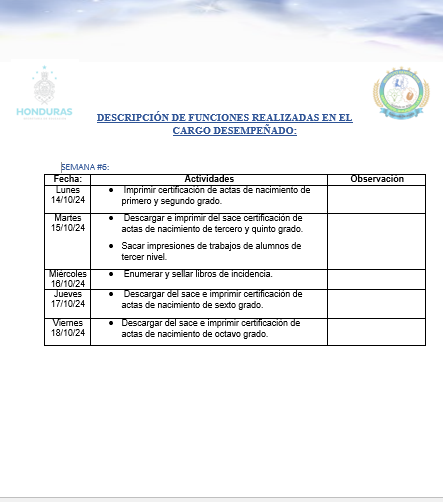 HONDURAS
DESCRIPCIÓN DE FUNCIONES REALIZADAS EN EL
CARGO DESEMPEÑADO:
SEMANA #6:
Fecha: Actividades Observación
Lunes
14/10/24
• Imprimir certificación de actas de nacimiento de
primero y segundo grado.
Martes
15/10/24
• Descargar e imprimir del sace certificación de
actas de nacimiento de tercero y quinto grado.
• Sacar impresiones de trabajos de alumnos de
tercer nivel.
Miércoles
16/10/24
• Enumerar y sellar libros de incidencia.
Jueves
17/10/24
• Descargar del sace e imprimir certificación de
actas de nacimiento de sexto grado.
Viernes
18/10/24
• Descargar del sace e imprimir certificación de
actas de nacimiento de octavo grado.